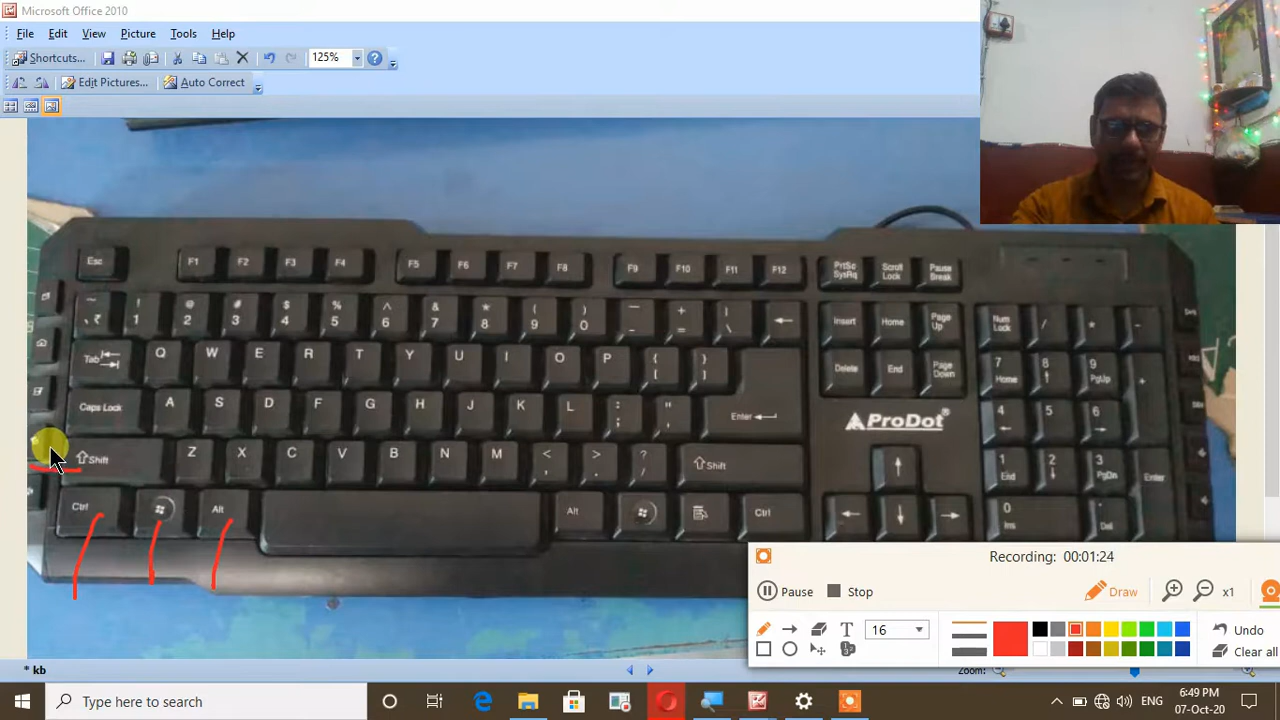 Microsoft Office 2010
File Edit View Picture Tools Help
Shortcuts... 125%
Edit Pictures... Auto Correct
Esc F1 F2 F3 F4 F5 F6 F7 F8 F9 F10 F11 F12 PrtSc SysRq Scroll Lock Pause Break
~ ` ₹ ! 1 @ 2 # 3 $ 4 % 5 ^ 6 & 7 * 8 ( 9 ) 0 — - + = | \ Insert Home Page Up Num Lock / * -
Tab Q W E R T Y U I O P { [ } ] Delete End Page Down 7 Home 8 9 PgUp +
Caps Lock A S D F G H J K L : ; " ' Enter ProDot® 4 5 6
Shift Z X C V B N M < , > . ? / Shift 1 End 2 3 PgDn Enter
Ctrl Alt Alt Ctrl 0 Ins . Del
Recording: 00:01:24
Pause Stop Draw x1
T 16 Undo
Clear all
* kb Zoom:
Type here to search ENG 6:49 PM
07-Oct-20